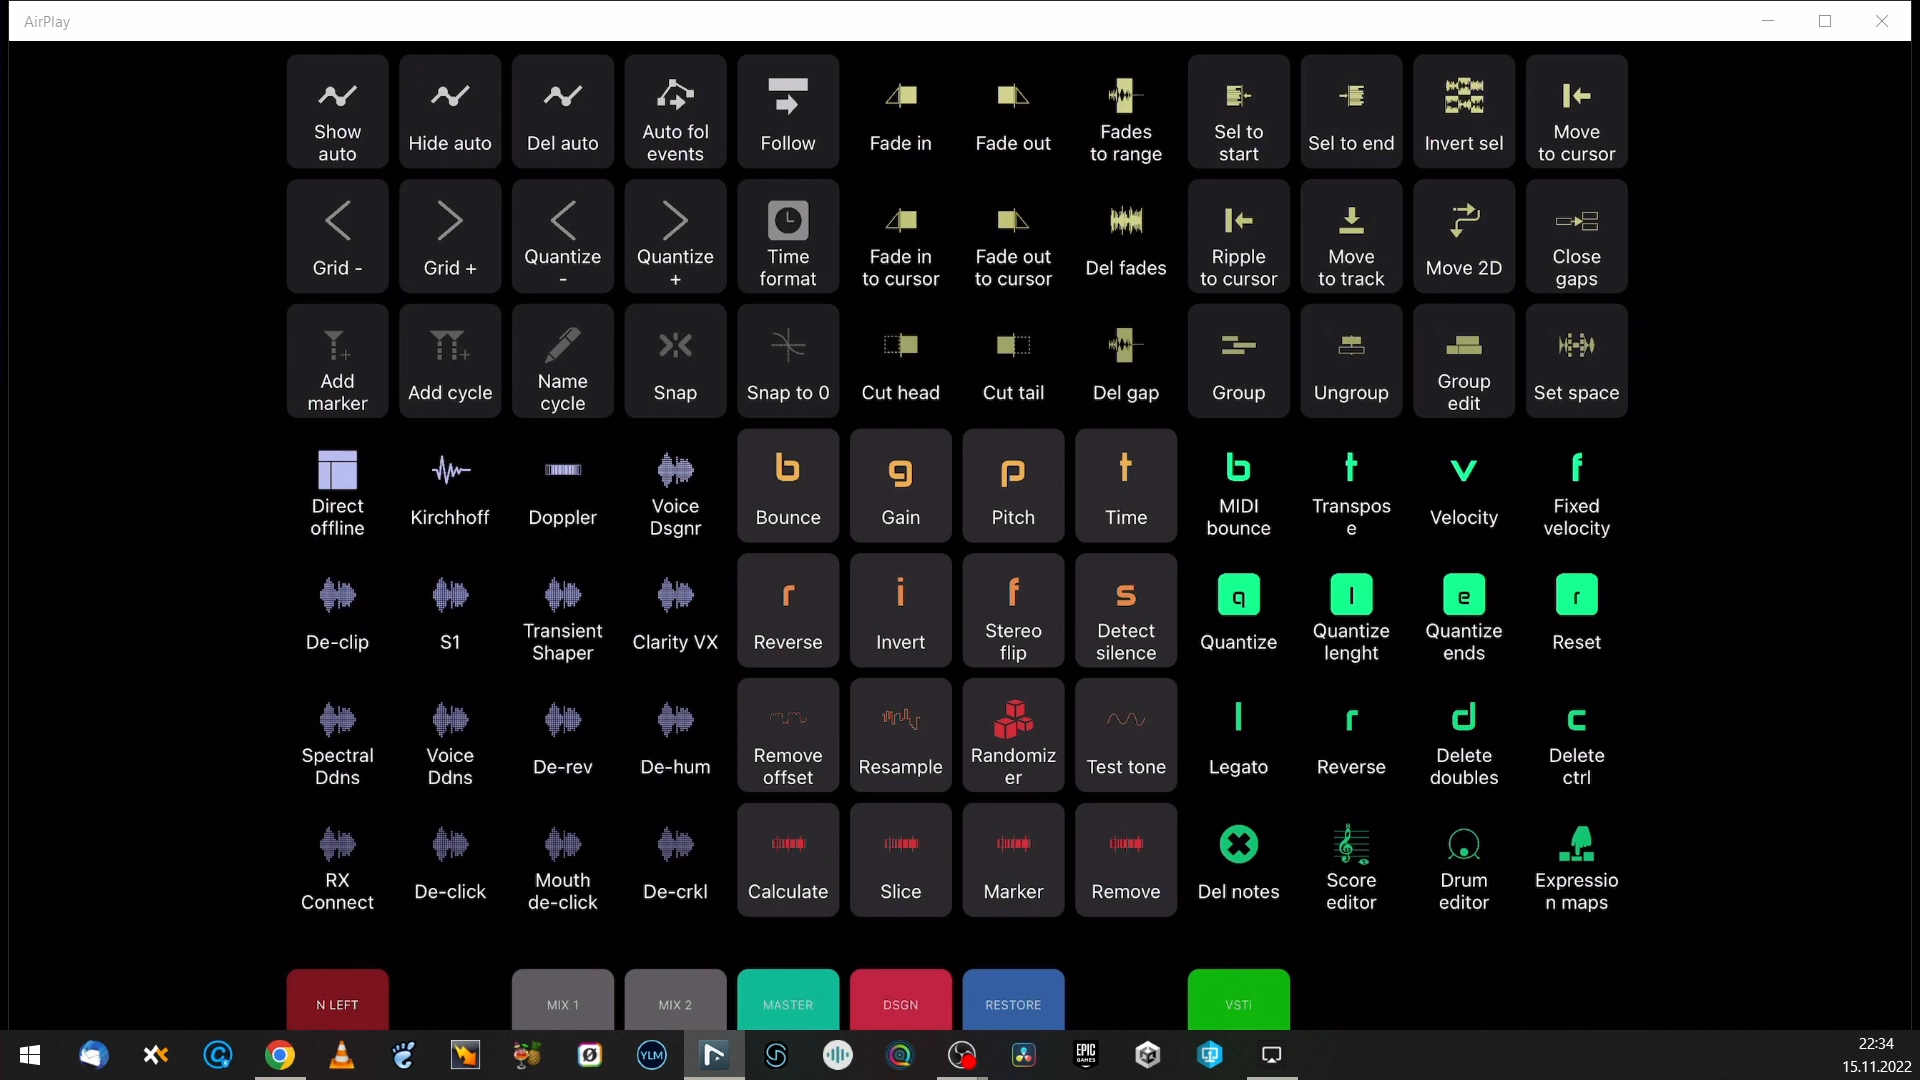 AirPlay
Show
auto
Hide auto
Del auto
Auto fol
events
Follow
Fade in
Fade out
Fades
to range
Sel to
start
Sel to end
Invert sel
Move
to cursor
Grid -
Grid +
Quantize
-
Quantize
+
Time
format
Fade in
to cursor
Fade out
to cursor
Del fades
Ripple
to cursor
Move
to track
Move 2D
Close
gaps
Add
marker
Add cycle
Name
cycle
Snap
Snap to 0
Cut head
Cut tail
Del gap
Group
Ungroup
Group
edit
Set space
Direct
offline
Kirchhoff
Doppler
Voice
Dsgnr
b
Bounce
g
Gain
p
Pitch
t
Time
b
MIDI
bounce
t
Transpos
e
v
Velocity
f
Fixed
velocity
De-clip
S1
Transient
Shaper
Clarity VX
r
Reverse
i
Invert
f
Stereo
flip
s
Detect
silence
q
Quantize
l
Quantize
lenght
e
Quantize
ends
r
Reset
Spectral
Ddns
Voice
Ddns
De-rev
De-hum
Remove
offset
Resample
Randomiz
er
Test tone
l
Legato
r
Reverse
d
Delete
doubles
c
Delete
ctrl
RX
Connect
De-click
Mouth
de-click
De-crkl
Calculate
Slice
Marker
Remove
Del notes
Score
editor
Drum
editor
Expressio
n maps
N LEFT
MIX 1
MIX 2
MASTER
DSGN
RESTORE
VSTi
YLM
EPIC
GAMES
22:34
15.11.2022